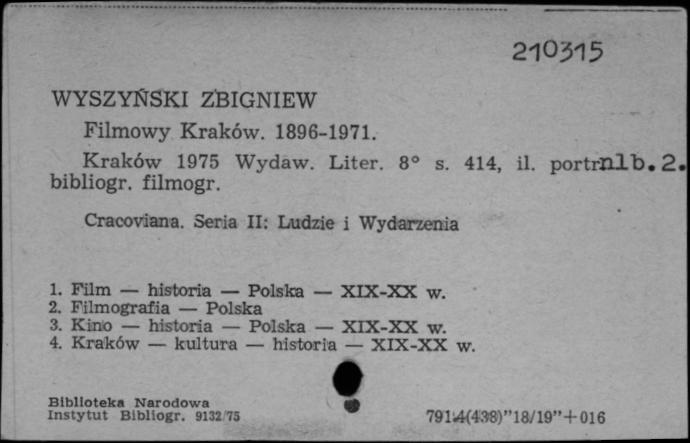 210315
WYSZYŃSKI ZBIGNIEW
Filmowy Kraków. 1896-1971.
Kraków 1975 Wydaw. Liter. 8° s. 414, il. portr nlb. 2.
bibliogr. filmogr.
Cracoviana. Seria II: Ludzie i Wydarzenia
1. Film — historia — Polska — XIX-XX w.
2. Filmografia — Polska
3. Kino — historia — Polska — XIX-XX w.
4. Kraków — kultura — historia — XIX-XX w.
Biblioteka Narodowa
Instytut Bibliogr. 9132/75
791.4(438)"18/19"+016